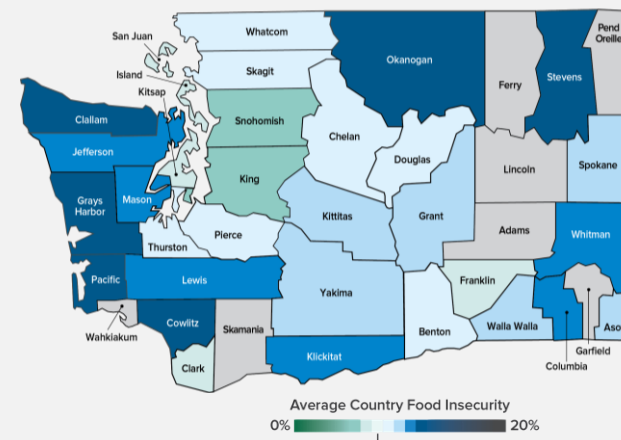 San Juan
Whatcom
Island
Skagit
Okanogan
Ferry
Stevens
Pend
Oreille
Kitsap
Clallam
Snohomish
Chelan
Jefferson
Douglas
Lincoln
Spokane
King
Grays
Harbor
Mason
Kittitas
Grant
Adams
Whitman
Thurston
Pierce
Pacific
Lewis
Yakima
Franklin
Wahkiakum
Cowlitz
Skamania
Benton
Walla Walla
Aso
Klickitat
Clark
Garfield
Columbia
Average Country Food Insecurity
0%
20%